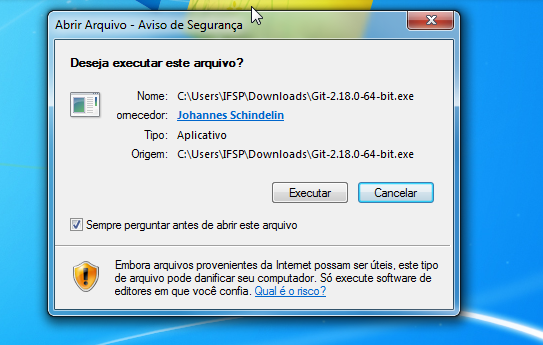 Abrir Arquivo - Aviso de Segurança
Deseja executar este arquivo?
Nome: C:\Users\IFSP\Downloads\Git-2.18.0-64-bit.exe
ornecedor: Johannes Schindelin
Tipo: Aplicativo
Origem: C:\Users\IFSP\Downloads\Git-2.18.0-64-bit.exe
Executar Cancelar
Sempre perguntar antes de abrir este arquivo
Embora arquivos provenientes da Internet possam ser úteis, este tipo
de arquivo pode danificar seu computador. Só execute software de
editores em que você confia. Qual é o risco?